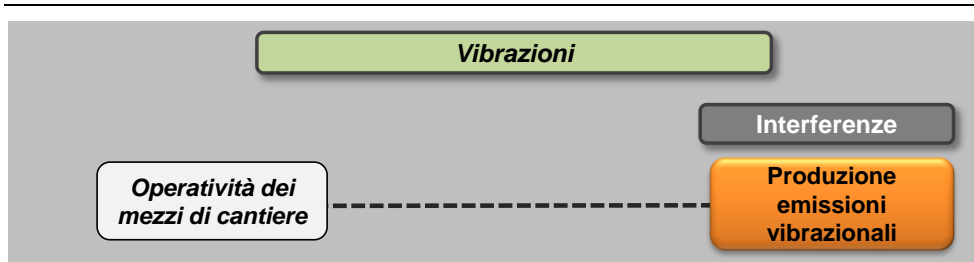 Vibrazioni
Interferenze
Operatività dei
mezzi di cantiere
Produzione
emissioni
vibrazionali